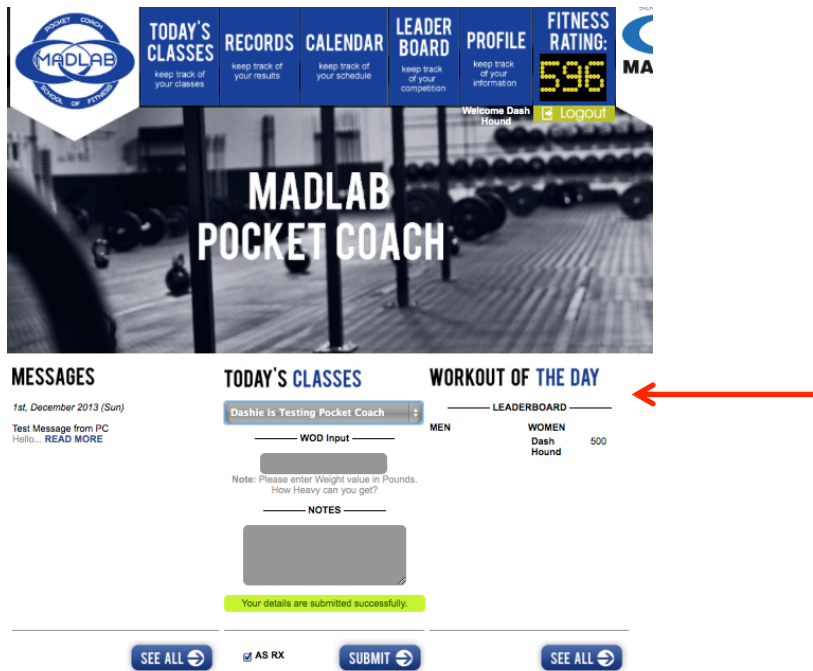 POCKET COACH
MADLAB
SCHOOL OF FITNESS
TODAY'S
CLASSES
keep track of
your classes
RECORDS
keep track of
your results
CALENDAR
keep track of
your schedule
LEADER
BOARD
keep track
of your
competition
PROFILE
keep track
of your
information
FITNESS
RATING:
596
MA
Welcome Dash
Hound
Logout
MADLAB
POCKET COACH
MESSAGES
1st, December 2013 (Sun)
Test Message from PC
Hello... READ MORE
SEE ALL
TODAY'S CLASSES
Dashie is Testing Pocket Coach
WOD Input
Note: Please enter Weight value in Pounds.
How Heavy can you get?
NOTES
Your details are submitted successfully.
AS RX
SUBMIT
WORKOUT OF THE DAY
LEADERBOARD
MEN WOMEN
Dash 500
Hound
SEE ALL